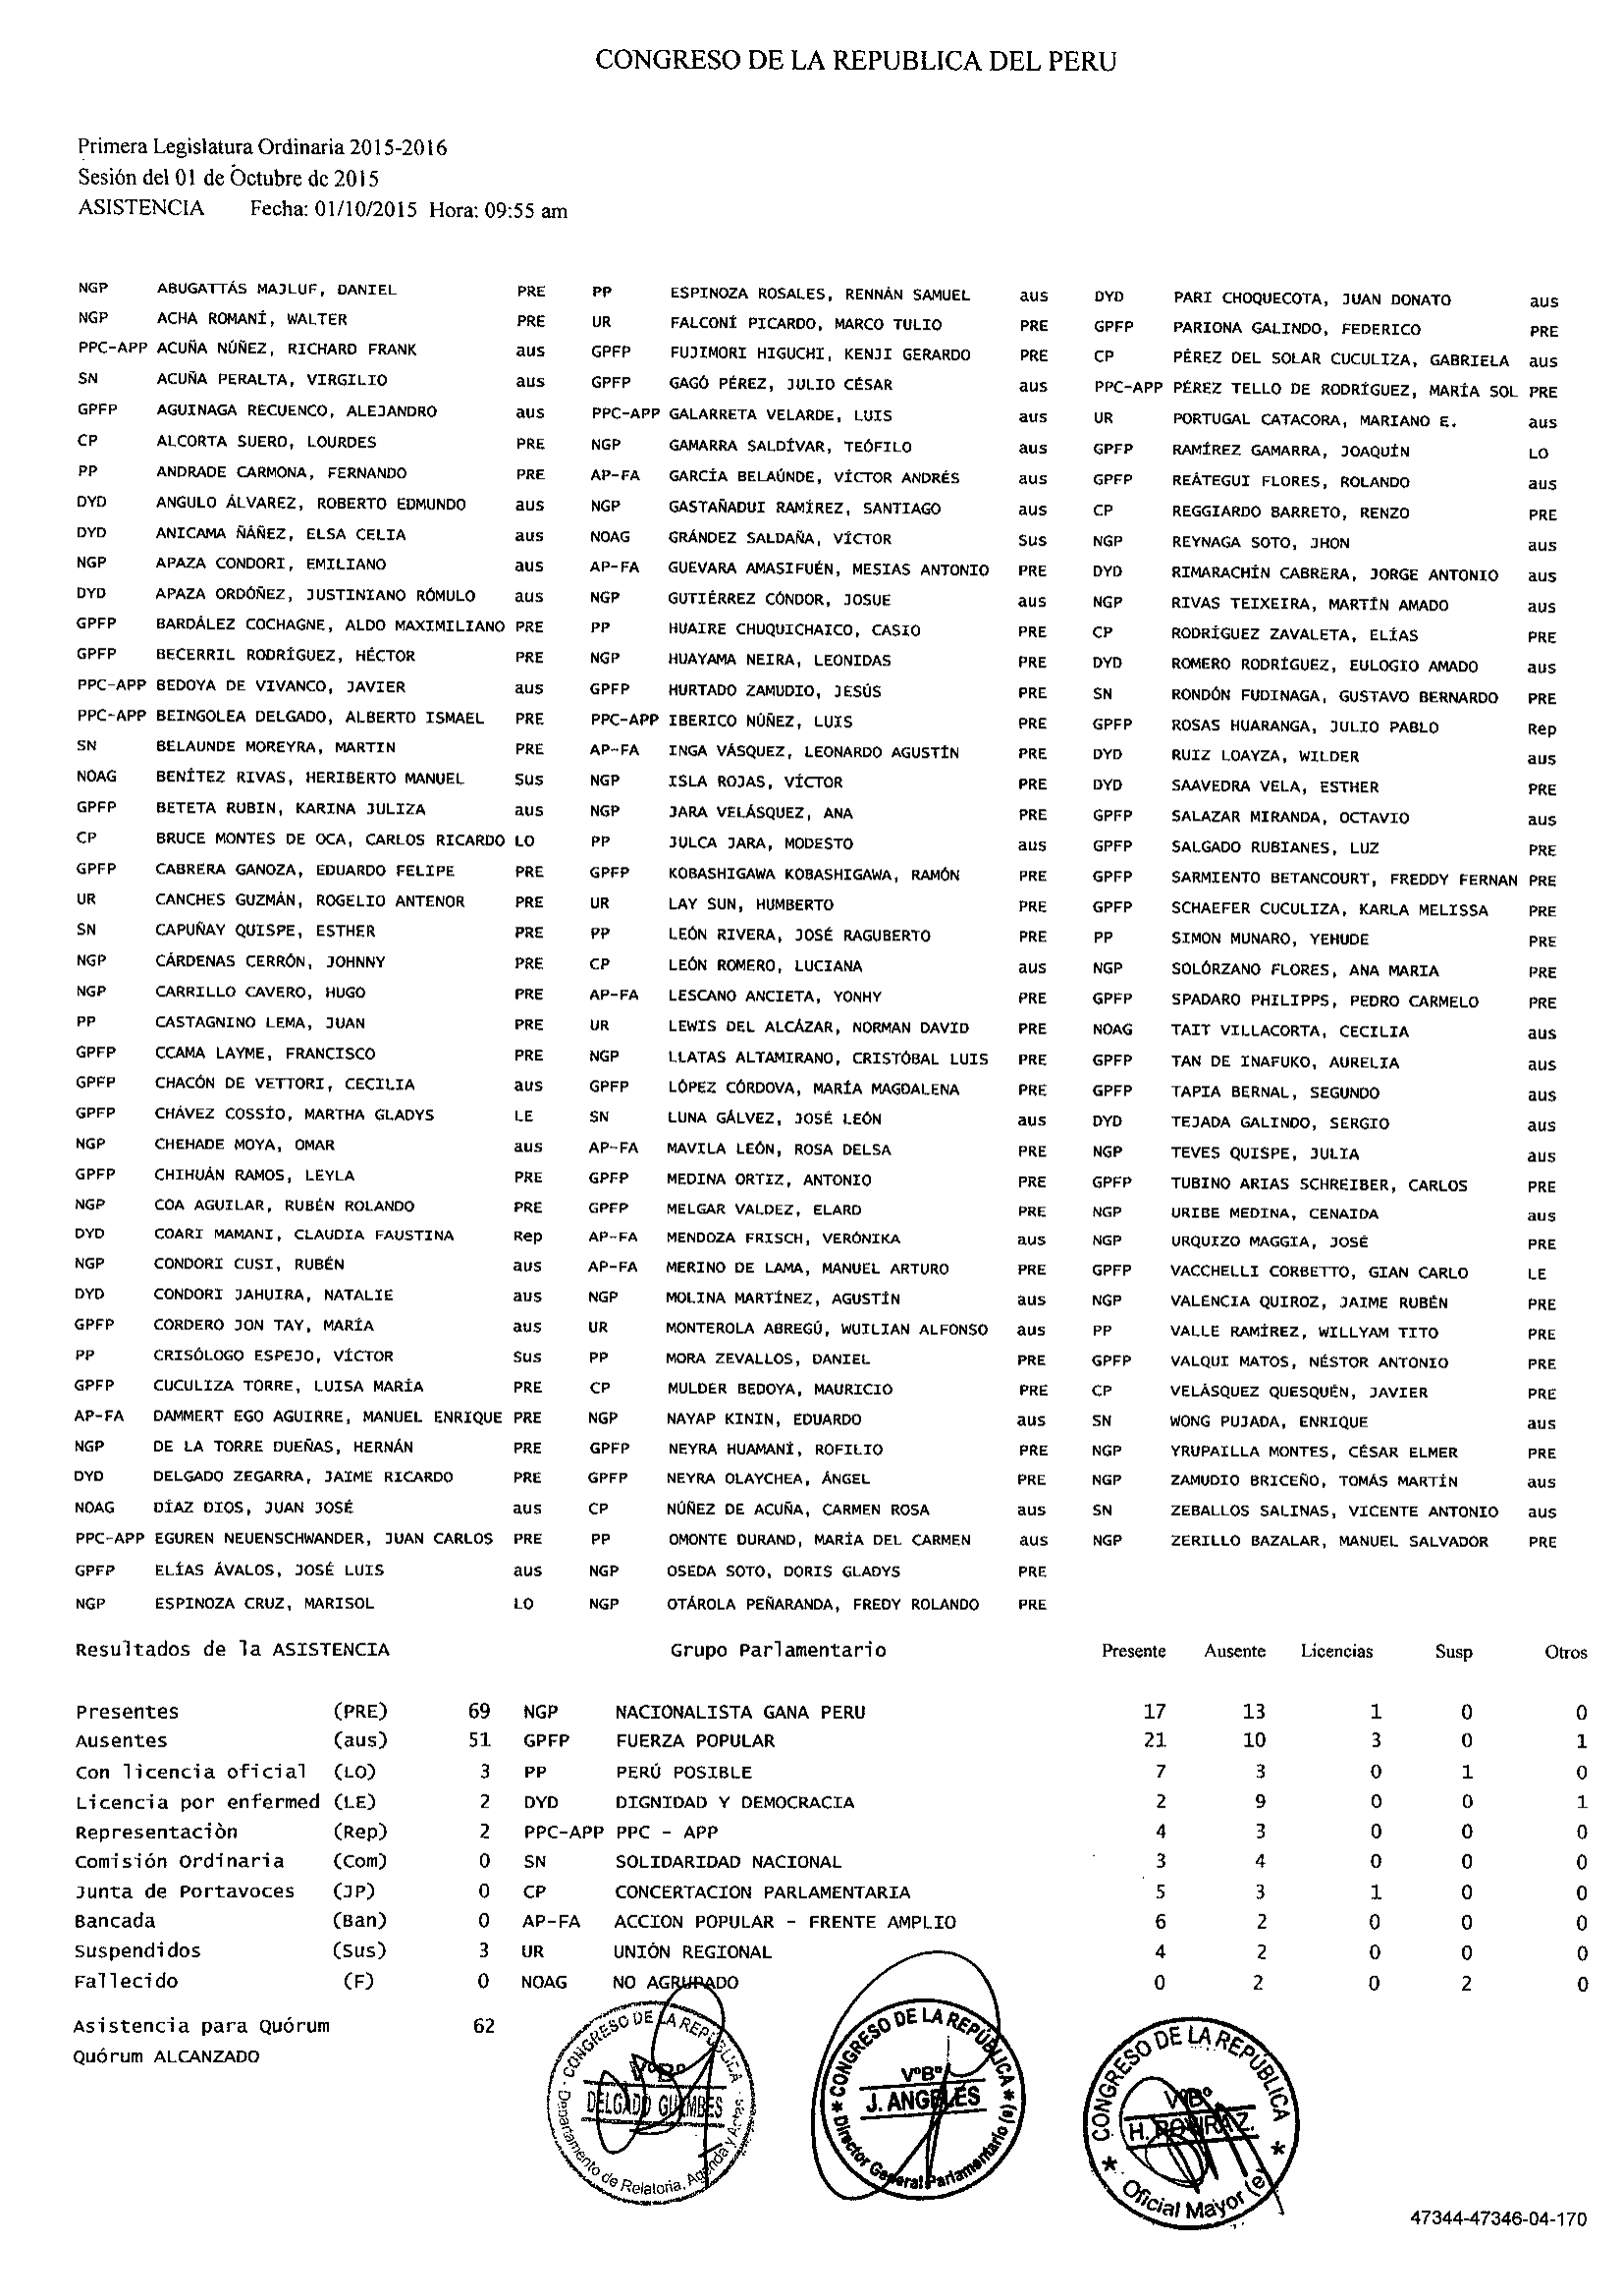 CONGRESO DE LA REPUBLICA DEL PERU
Primera Legislatura Ordinaria 2015-2016
Sesión del 01 de Octubre de 2015
ASISTENCIA Fecha: 01/10/2015 Hora: 09:55 am
NGP ABUGATTÁS MAJLUF, DANIEL PRE
NGP ACHA ROMANÍ, WALTER PRE
PPC-APP ACUÑA NÚÑEZ, RICHARD FRANK aus
SN ACUÑA PERALTA, VIRGILIO aus
GPFP AGUINAGA RECUENCO, ALEJANDRO aus
CP ALCORTA SUERO, LOURDES PRE
PP ANDRADE CARMONA, FERNANDO PRE
DYD ANGULO ÁLVAREZ, ROBERTO EDMUNDO aus
DYD ANICAMA ÑÁÑEZ, ELSA CELIA aus
NGP APAZA CONDORI, EMILIANO aus
DYD APAZA ORDÓÑEZ, JUSTINIANO RÓMULO aus
GPFP BARDÁLEZ COCHAGNE, ALDO MAXIMILIANO PRE
GPFP BECERRIL RODRÍGUEZ, HÉCTOR PRE
PPC-APP BEDOYA DE VIVANCO, JAVIER aus
PPC-APP BEINGOLEA DELGADO, ALBERTO ISMAEL PRE
SN BELAUNDE MOREYRA, MARTIN PRE
NOAG BENÍTEZ RIVAS, HERIBERTO MANUEL Sus
GPFP BETETA RUBIN, KARINA JULIZA aus
CP BRUCE MONTES DE OCA, CARLOS RICARDO LO
GPFP CABRERA GANOZA, EDUARDO FELIPE PRE
UR CANCHES GUZMÁN, ROGELIO ANTENOR PRE
SN CAPUÑAY QUISPE, ESTHER PRE
NGP CÁRDENAS CERRÓN, JOHNNY PRE
NGP CARRILLO CAVERO, HUGO PRE
PP CASTAGNINO LEMA, JUAN PRE
GPFP CCAMA LAYME, FRANCISCO PRE
GPFP CHACÓN DE VETTORI, CECILIA aus
GPFP CHÁVEZ COSSÍO, MARTHA GLADYS LE
NGP CHEHADE MOYA, OMAR aus
GPFP CHIHUÁN RAMOS, LEYLA PRE
NGP COA AGUILAR, RUBÉN ROLANDO PRE
DYD COARI MAMANI, CLAUDIA FAUSTINA Rep
NGP CONDORI CUSI, RUBÉN aus
DYD CONDORI JAHUIRA, NATALIE aus
GPFP CORDERO JON TAY, MARÍA aus
PP CRISÓLOGO ESPEJO, VÍCTOR Sus
GPFP CUCULIZA TORRE, LUISA MARÍA PRE
AP-FA DAMMERT EGO AGUIRRE, MANUEL ENRIQUE PRE
NGP DE LA TORRE DUEÑAS, HERNÁN PRE
DYD DELGADO ZEGARRA, JAIME RICARDO PRE
NOAG DÍAZ DIOS, JUAN JOSÉ aus
PPC-APP EGUREN NEUENSCHWANDER, JUAN CARLOS PRE
GPFP ELÍAS ÁVALOS, JOSÉ LUIS aus
NGP ESPINOZA CRUZ, MARISOL LO
PP ESPINOZA ROSALES, RENNÁN SAMUEL aus
UR FALCONÍ PICARDO, MARCO TULIO PRE
GPFP FUJIMORI HIGUCHI, KENJI GERARDO PRE
GPFP GAGÓ PÉREZ, JULIO CÉSAR aus
PPC-APP GALARRETA VELARDE, LUIS aus
NGP GAMARRA SALDÍVAR, TEÓFILO aus
AP-FA GARCÍA BELAÚNDE, VÍCTOR ANDRÉS aus
NGP GASTAÑADUI RAMÍREZ, SANTIAGO aus
NOAG GRÁNDEZ SALDAÑA, VÍCTOR Sus
AP-FA GUEVARA AMASIFUÉN, MESIAS ANTONIO PRE
NGP GUTIÉRREZ CÓNDOR, JOSUE aus
PP HUAIRE CHUQUICHAICO, CASIO PRE
NGP HUAYAMA NEIRA, LEONIDAS PRE
GPFP HURTADO ZAMUDIO, JESÚS PRE
PPC-APP IBERICO NÚÑEZ, LUIS PRE
AP-FA INGA VÁSQUEZ, LEONARDO AGUSTÍN PRE
NGP ISLA ROJAS, VÍCTOR PRE
NGP JARA VELÁSQUEZ, ANA PRE
PP JULCA JARA, MODESTO aus
GPFP KOBASHIGAWA KOBASHIGAWA, RAMÓN PRE
UR LAY SUN, HUMBERTO PRE
PP LEÓN RIVERA, JOSÉ RAGUBERTO PRE
CP LEÓN ROMERO, LUCIANA aus
AP-FA LESCANO ANCIETA, YONHY PRE
UR LEWIS DEL ALCÁZAR, NORMAN DAVID PRE
NGP LLATAS ALTAMIRANO, CRISTÓBAL LUIS PRE
GPFP LÓPEZ CÓRDOVA, MARÍA MAGDALENA PRE
SN LUNA GÁLVEZ, JOSÉ LEÓN aus
AP-FA MAVILA LEÓN, ROSA DELSA PRE
GPFP MEDINA ORTIZ, ANTONIO PRE
GPFP MELGAR VALDEZ, ELARD PRE
AP-FA MENDOZA FRISCH, VERÓNIKA aus
AP-FA MERINO DE LAMA, MANUEL ARTURO PRE
NGP MOLINA MARTÍNEZ, AGUSTÍN aus
UR MONTEROLA ABREGÚ, WUILIAN ALFONSO aus
PP MORA ZEVALLOS, DANIEL PRE
CP MULDER BEDOYA, MAURICIO PRE
NGP NAYAP KININ, EDUARDO aus
GPFP NEYRA HUAMANÍ, ROFILIO PRE
GPFP NEYRA OLAYCHEA, ÁNGEL PRE
CP NÚÑEZ DE ACUÑA, CARMEN ROSA aus
PP OMONTE DURAND, MARÍA DEL CARMEN aus
NGP OSEDA SOTO, DORIS GLADYS PRE
NGP OTÁROLA PEÑARANDA, FREDY ROLANDO PRE
DYD PARI CHOQUECOTA, JUAN DONATO aus
GPFP PARIONA GALINDO, FEDERICO PRE
CP PÉREZ DEL SOLAR CUCULIZA, GABRIELA aus
PPC-APP PÉREZ TELLO DE RODRÍGUEZ, MARÍA SOL PRE
UR PORTUGAL CATACORA, MARIANO E. aus
GPFP RAMÍREZ GAMARRA, JOAQUÍN LO
GPFP REÁTEGUI FLORES, ROLANDO aus
CP REGGIARDO BARRETO, RENZO PRE
NGP REYNAGA SOTO, JHON aus
DYD RIMARACHÍN CABRERA, JORGE ANTONIO aus
NGP RIVAS TEIXEIRA, MARTÍN AMADO aus
CP RODRÍGUEZ ZAVALETA, ELÍAS PRE
DYD ROMERO RODRÍGUEZ, EULOGIO AMADO aus
SN RONDÓN FUDINAGA, GUSTAVO BERNARDO PRE
GPFP ROSAS HUARANGA, JULIO PABLO Rep
DYD RUIZ LOAYZA, WILDER aus
DYD SAAVEDRA VELA, ESTHER PRE
GPFP SALAZAR MIRANDA, OCTAVIO aus
GPFP SALGADO RUBIANES, LUZ PRE
GPFP SARMIENTO BETANCOURT, FREDDY FERNAN PRE
GPFP SCHAEFER CUCULIZA, KARLA MELISSA PRE
PP SIMON MUNARO, YEHUDE PRE
NGP SOLÓRZANO FLORES, ANA MARIA PRE
GPFP SPADARO PHILIPPS, PEDRO CARMELO PRE
NOAG TAIT VILLACORTA, CECILIA aus
GPFP TAN DE INAFUKO, AURELIA aus
GPFP TAPIA BERNAL, SEGUNDO aus
DYD TEJADA GALINDO, SERGIO aus
NGP TEVES QUISPE, JULIA aus
GPFP TUBINO ARIAS SCHREIBER, CARLOS PRE
NGP URIBE MEDINA, CENAIDA aus
NGP URQUIZO MAGGIA, JOSÉ PRE
GPFP VACCHELLI CORBETTO, GIAN CARLO LE
NGP VALENCIA QUIROZ, JAIME RUBÉN PRE
PP VALLE RAMÍREZ, WILLYAM TITO PRE
GPFP VALQUI MATOS, NÉSTOR ANTONIO PRE
CP VELÁSQUEZ QUESQUÉN, JAVIER PRE
SN WONG PUJADA, ENRIQUE aus
NGP YRUPAILLA MONTES, CÉSAR ELMER PRE
NGP ZAMUDIO BRICEÑO, TOMÁS MARTÍN aus
SN ZEBALLOS SALINAS, VICENTE ANTONIO aus
NGP ZERILLO BAZALAR, MANUEL SALVADOR PRE
Resultados de la ASISTENCIA Grupo Parlamentario Presente Ausente Licencias Susp Otros
Presentes (PRE) 69 NGP NACIONALISTA GANA PERU 17 13 1 0 0
Ausentes (aus) 51 GPFP FUERZA POPULAR 21 10 3 0 1
Con licencia oficial (LO) 3 PP PERÚ POSIBLE 7 3 0 1 0
Licencia por enfermed (LE) 2 DYD DIGNIDAD Y DEMOCRACIA 2 9 0 0 1
Representaciòn (Rep) 2 PPC-APP PPC - APP 4 3 0 0 0
Comisión Ordinaria (Com) 0 SN SOLIDARIDAD NACIONAL 3 4 0 0 0
Junta de Portavoces (JP) 0 CP CONCERTACION PARLAMENTARIA 5 3 1 0 0
Bancada (Ban) 0 AP-FA ACCION POPULAR - FRENTE AMPLIO 6 2 0 0 0
Suspendidos (Sus) 3 UR UNIÓN REGIONAL 4 2 0 0 0
Fallecido (F) 0 NOAG NO AGRUPADO 0 2 0 2 0
Asistencia para Quórum 62
Quórum ALCANZADO
CONGRESO DE LA REPÚBLICA
VºBº
DELGADO GUEMBES
Departamento de Relatoria, Agenda y Actas
CONGRESO DE LA REPÚBLICA
VºBº
J. ANGELÉS
Director General Parlamentario (e)
CONGRESO DE LA REPÚBLICA
VºBº
H.
Oficial Mayor (e)
47344-47346-04-170